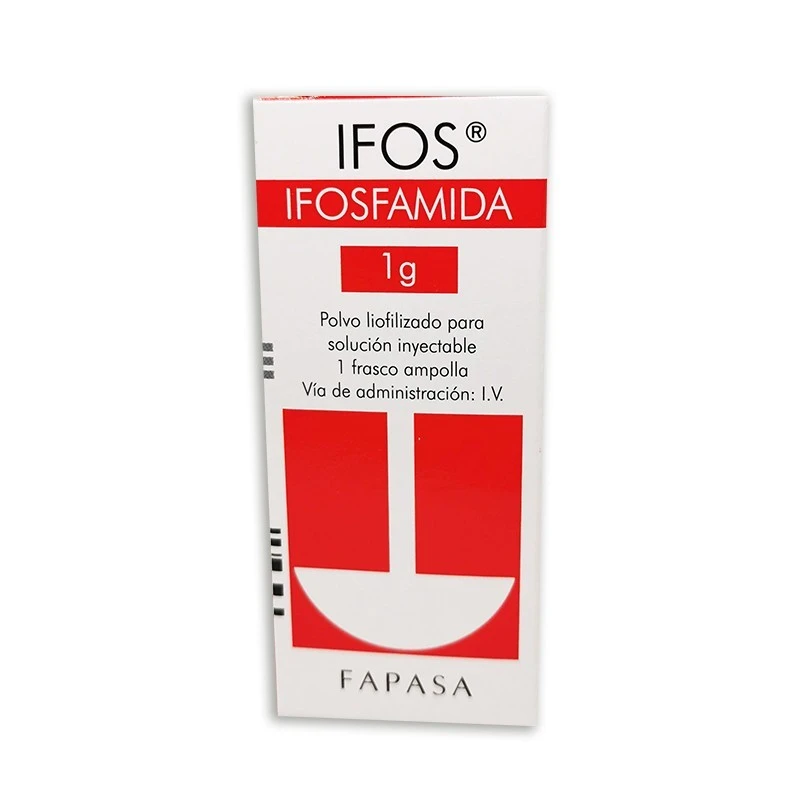 IFOS®
IFOSFAMIDA
1g
Polvo liofilizado para
solución inyectable
1 frasco ampolla
Vía de administración: I.V.
FAPASA